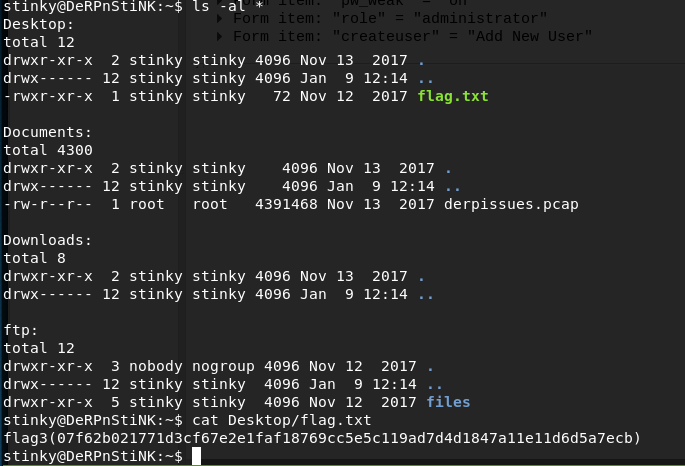 ▸ Form item: "pw_weak" = "on"
stinky@DeRPnStiNK:~$ ls -al *
▸ Form item: "role" = "administrator"
Desktop:
▸ Form item: "createuser" = "Add New User"
total 12
drwxr-xr-x  2 stinky stinky 4096 Nov 13  2017 .
drwx------ 12 stinky stinky 4096 Jan  9 12:14 ..
-rwxr-xr-x  1 stinky stinky   72 Nov 12  2017 flag.txt

Documents:
total 4300
drwxr-xr-x  2 stinky stinky    4096 Nov 13  2017 .
drwx------ 12 stinky stinky    4096 Jan  9 12:14 ..
-rw-r--r--  1 root   root   4391468 Nov 13  2017 derpissues.pcap

Downloads:
total 8
drwxr-xr-x  2 stinky stinky 4096 Nov 13  2017 .
drwx------ 12 stinky stinky 4096 Jan  9 12:14 ..

ftp:
total 12
drwxr-xr-x  3 nobody nogroup 4096 Nov 12  2017 .
drwx------ 12 stinky stinky  4096 Jan  9 12:14 ..
drwxr-xr-x  5 stinky stinky  4096 Nov 12  2017 files
stinky@DeRPnStiNK:~$ cat Desktop/flag.txt
flag3(07f62b021771d3cf67e2e1faf18769cc5e5c119ad7d4d1847a11e11d6d5a7ecb)
stinky@DeRPnStiNK:~$